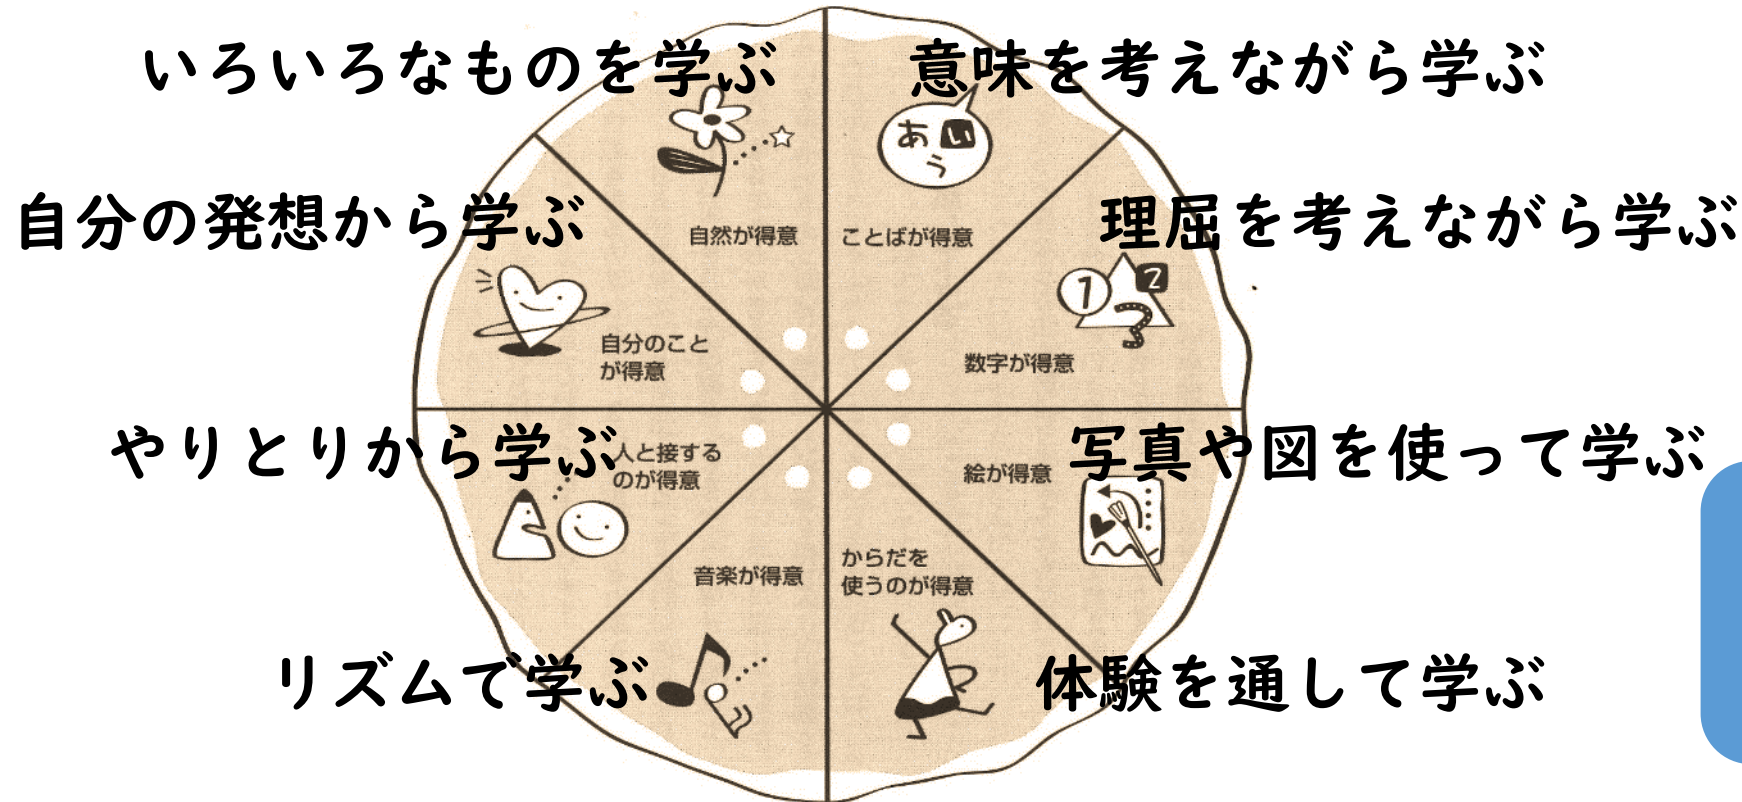 いろいろなものを学ぶ
意味を考えながら学ぶ
あ い
う
自然が得意
ことばが得意
自分の発想から学ぶ
理屈を考えながら学ぶ
1 2
3
自分のこと
が得意
数字が得意
やりとりから学ぶ
人と接する
のが得意
絵が得意
写真や図を使って学ぶ
音楽が得意
からだを
使うのが得意
リズムで学ぶ
体験を通して学ぶ